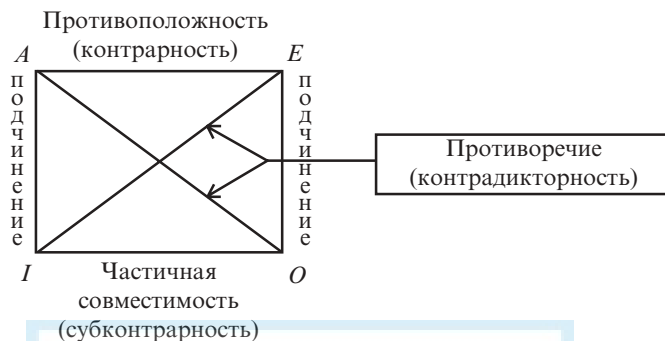 Противоположность
(контрарность)
A
E
подчинение
подчинение
Противоречие
(контрадикторность)
I
Частичная
совместимость
(субконтрарность)
O